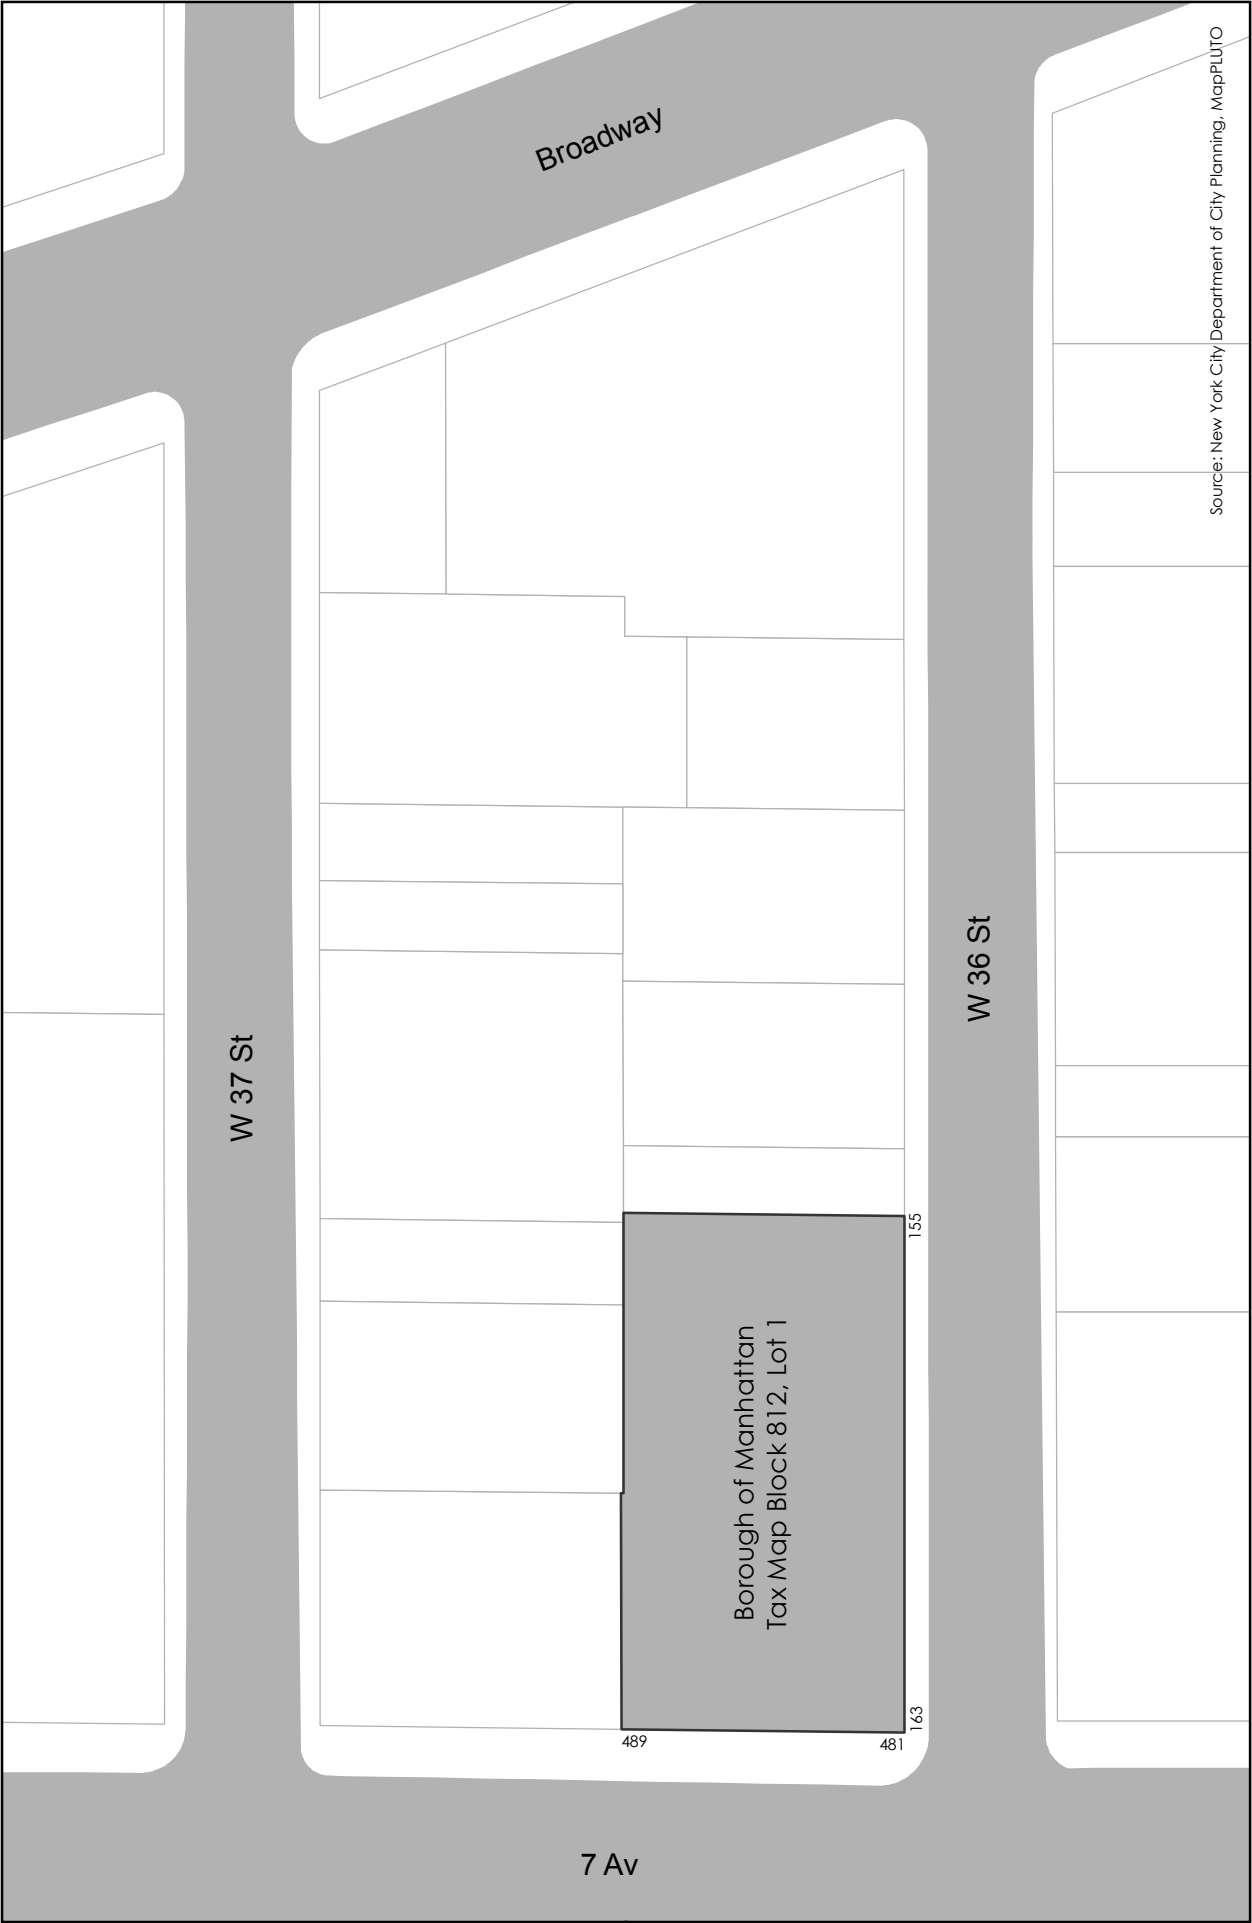 Broadway
Source: New York City Department of City Planning, MapPLUTO
W 37 St
W 36 St
155
Borough of Manhattan
Tax Map Block 812, Lot 1
163
489
481
7 Av